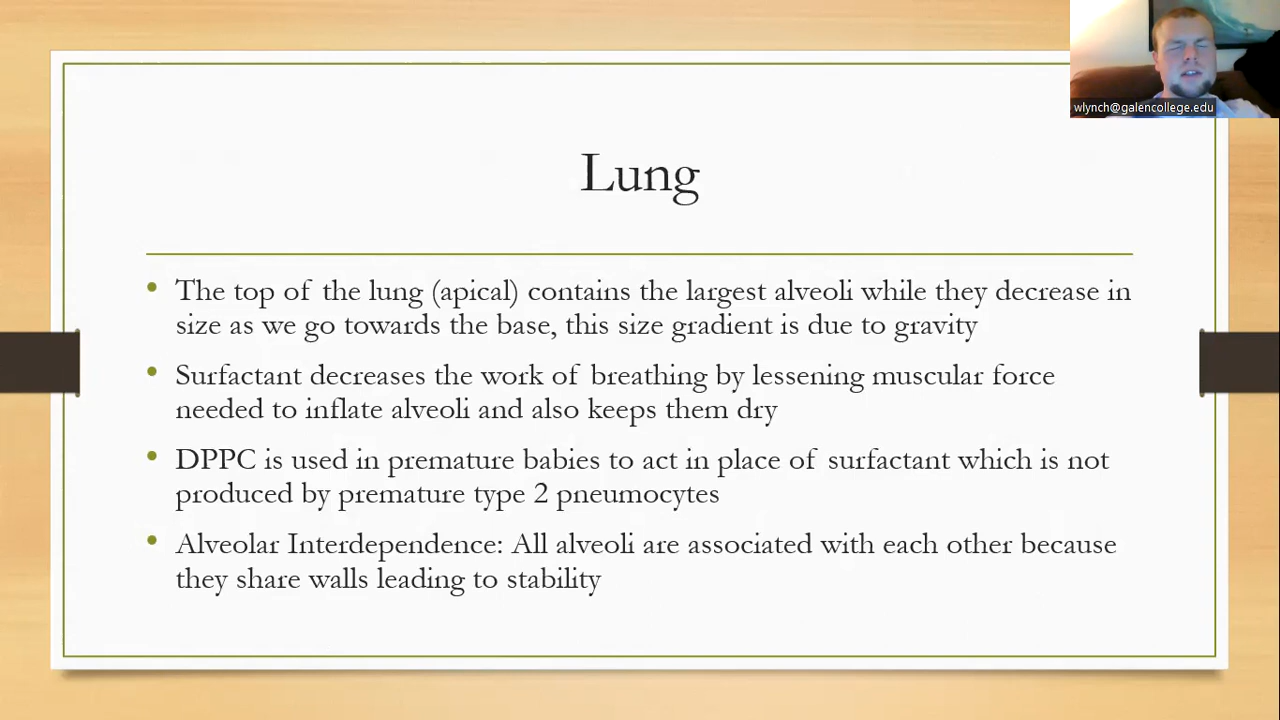 wlynch@galencollege.edu
Lung
• The top of the lung (apical) contains the largest alveoli while they decrease in
size as we go towards the base, this size gradient is due to gravity
• Surfactant decreases the work of breathing by lessening muscular force
needed to inflate alveoli and also keeps them dry
• DPPC is used in premature babies to act in place of surfactant which is not
produced by premature type 2 pneumocytes
• Alveolar Interdependence: All alveoli are associated with each other because
they share walls leading to stability